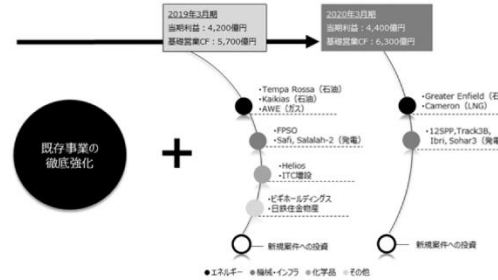 2019年3月期
当期利益：4,200億円
基礎営業CF：5,700億円
2020年3月期
当期利益：4,400億円
基礎営業CF：6,300億円
既存事業の
徹底強化
+
・Tempa Rossa（石油）
・Kaikias（石油）
・AWE（ガス）
・FPSO
・Safi, Salalah-2（発電）
・Helios
・ITC増設
・ビギホールディングス
・日鉄住金物産
新規案件への投資
・Greater Enfield（石
・Cameron（LNG）
・12SPP,Track3B,
Ibri, Sohar3（発電
新規案件への投資
●エネルギー ●機械・インフラ ●化学品 ●その他